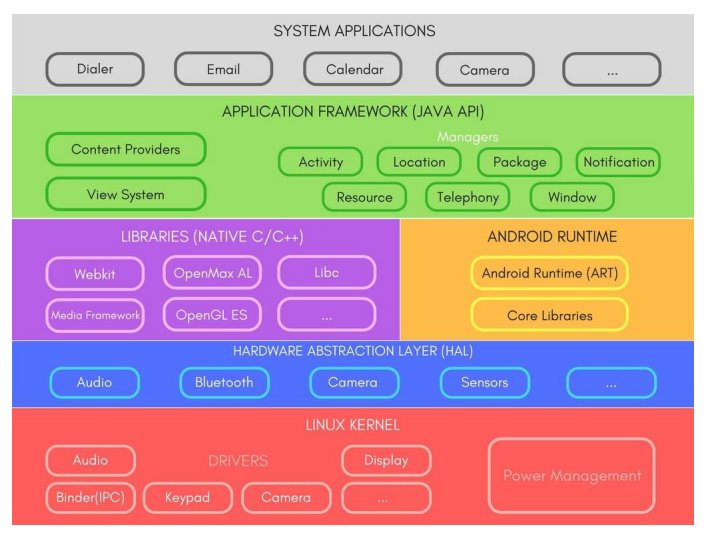 SYSTEM APPLICATIONS
Dialer
Email
Calendar
Camera
...
APPLICATION FRAMEWORK (JAVA API)
Managers
Content Providers
View System
Activity
Location
Package
Notification
Resource
Telephony
Window
LIBRARIES (NATIVE C/C++)
Webkit
OpenMax AL
Libc
Media Framework
OpenGL ES
...
ANDROID RUNTIME
Android Runtime (ART)
Core Libraries
HARDWARE ABSTRACTION LAYER (HAL)
Audio
Bluetooth
Camera
Sensors
...
LINUX KERNEL
Audio
DRIVERS
Display
Binder(IPC)
Keypad
Camera
...
Power Management